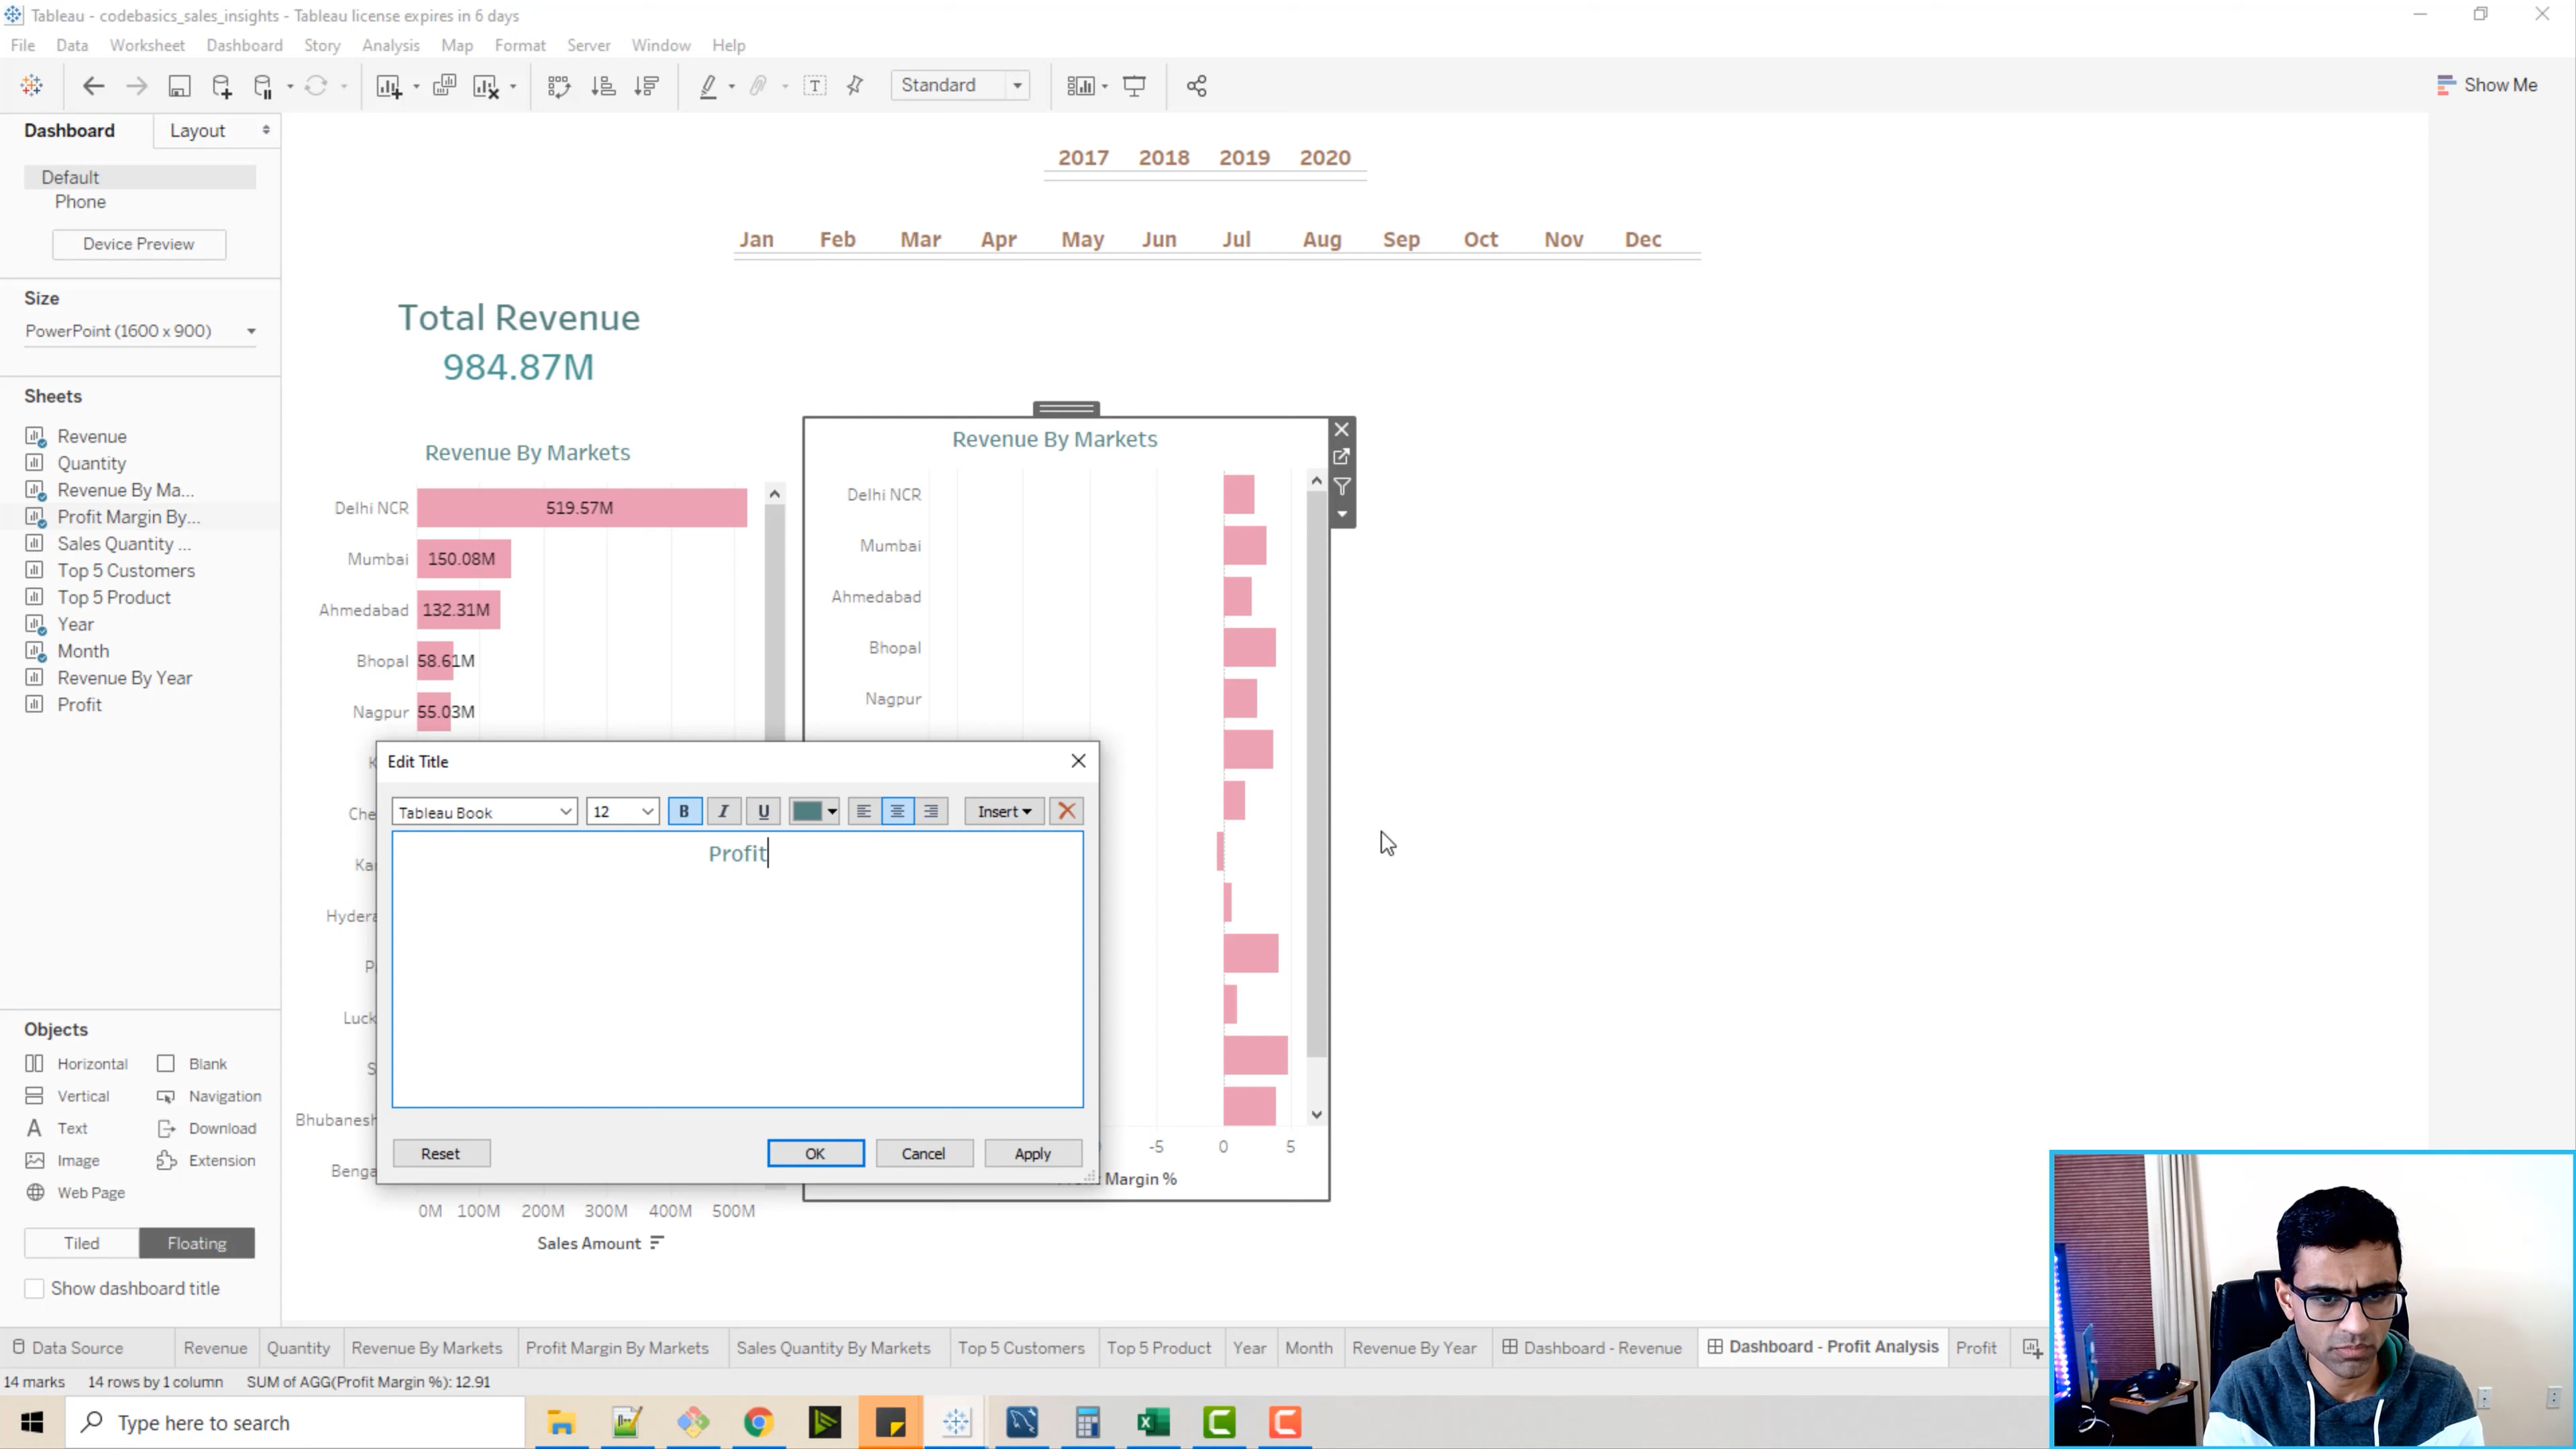 Tableau - codebasics_sales_insights - Tableau license expires in 6 days
File Data Worksheet Dashboard Story Analysis Map Format Server Window Help
Standard
Show Me
Dashboard Layout
Default
Phone
Device Preview
Size
PowerPoint (1600 x 900)
Sheets
Revenue
Quantity
Revenue By Ma...
Profit Margin By...
Sales Quantity ...
Top 5 Customers
Top 5 Product
Year
Month
Revenue By Year
Profit
Objects
Horizontal Blank
Vertical Navigation
Text Download
Image Extension
Web Page
Tiled Floating
Show dashboard title
2017 2018 2019 2020
Jan Feb Mar Apr May Jun Jul Aug Sep Oct Nov Dec
Total Revenue
984.87M
Revenue By Markets
Delhi NCR 519.57M
Mumbai 150.08M
Ahmedabad 132.31M
Bhopal 58.61M
Nagpur 55.03M
K
Che
Ka
Hydera
P
Luck
S
Bhubanesh
Benga
0M 100M 200M 300M 400M 500M
Sales Amount
Revenue By Markets
Delhi NCR
Mumbai
Ahmedabad
Bhopal
Nagpur
-5 0 5
Margin %
Edit Title
Tableau Book 12 B I U Insert
Profit
Reset OK Cancel Apply
Data Source Revenue Quantity Revenue By Markets Profit Margin By Markets Sales Quantity By Markets Top 5 Customers Top 5 Product Year Month Revenue By Year Dashboard - Revenue Dashboard - Profit Analysis Profit
14 marks 14 rows by 1 column SUM of AGG(Profit Margin %): 12.91
Type here to search